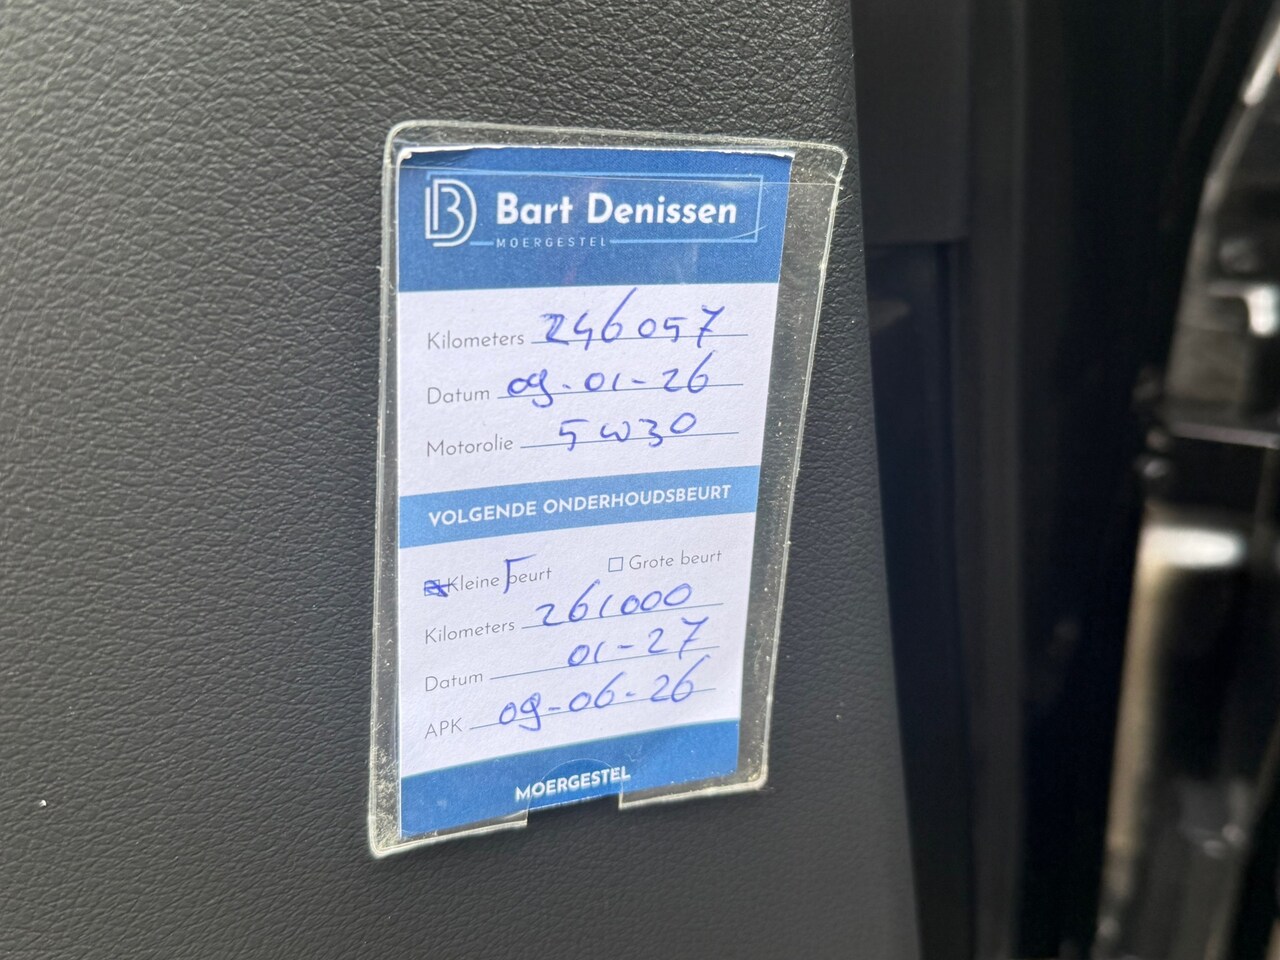 B Bart Denissen
MOERGESTEL
Kilometers 246057
Datum 09-01-26
Motorolie 5W30
VOLGENDE ONDERHOUDSBEURT
Kleine beurt Grote beurt
Kilometers 261000
Datum 01-27
APK 09-06-26
MOERGESTEL